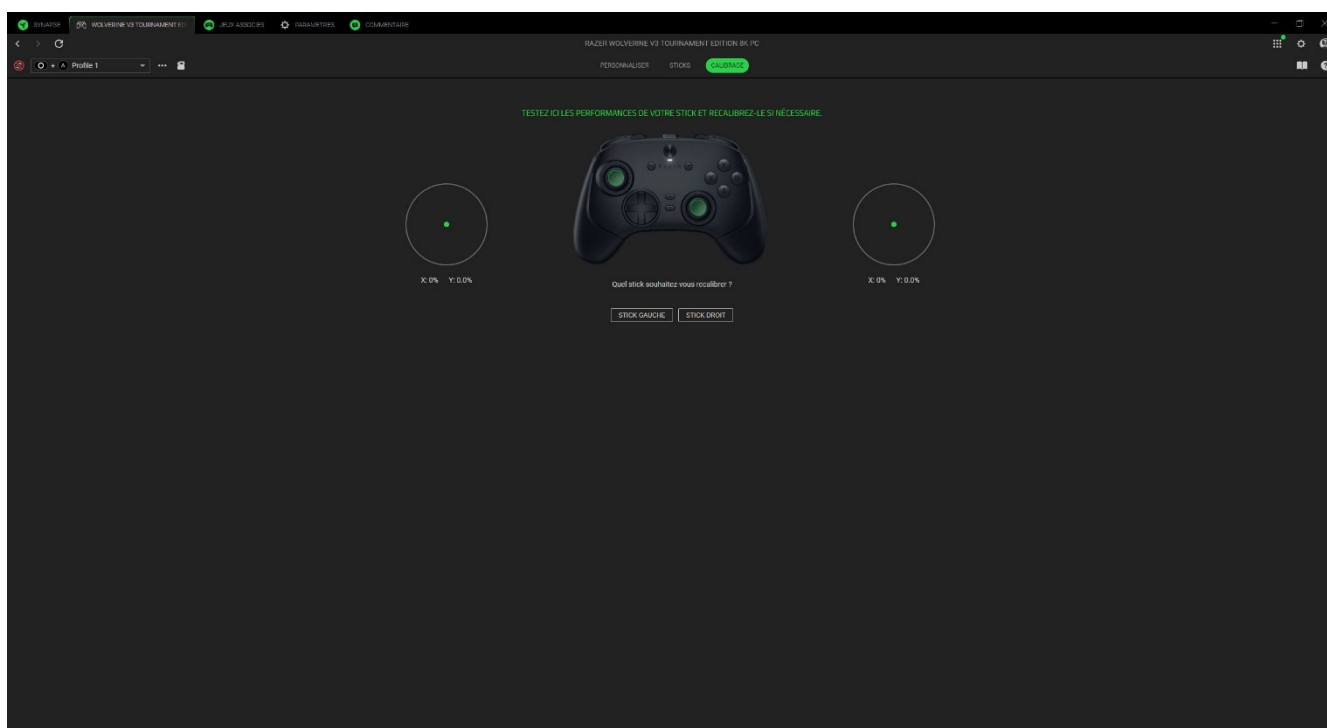 SYNAPSE WOLVERINE V3 TOURNAMENT ED JEUX ASSOCIÉS PARAMÈTRES COMMENTAIRE
RAZER WOLVERINE V3 TOURNAMENT EDITION 8K PC
Profile 1 PERSONNALISER STICKS CALIBRAGE
TESTEZ ICI LES PERFORMANCES DE VOTRE STICK ET RECALIBREZ-LE SI NÉCESSAIRE.
X: 0% Y: 0.0%
Quel stick souhaitez vous recalibrer ?
X: 0% Y: 0.0%
STICK GAUCHE STICK DROIT